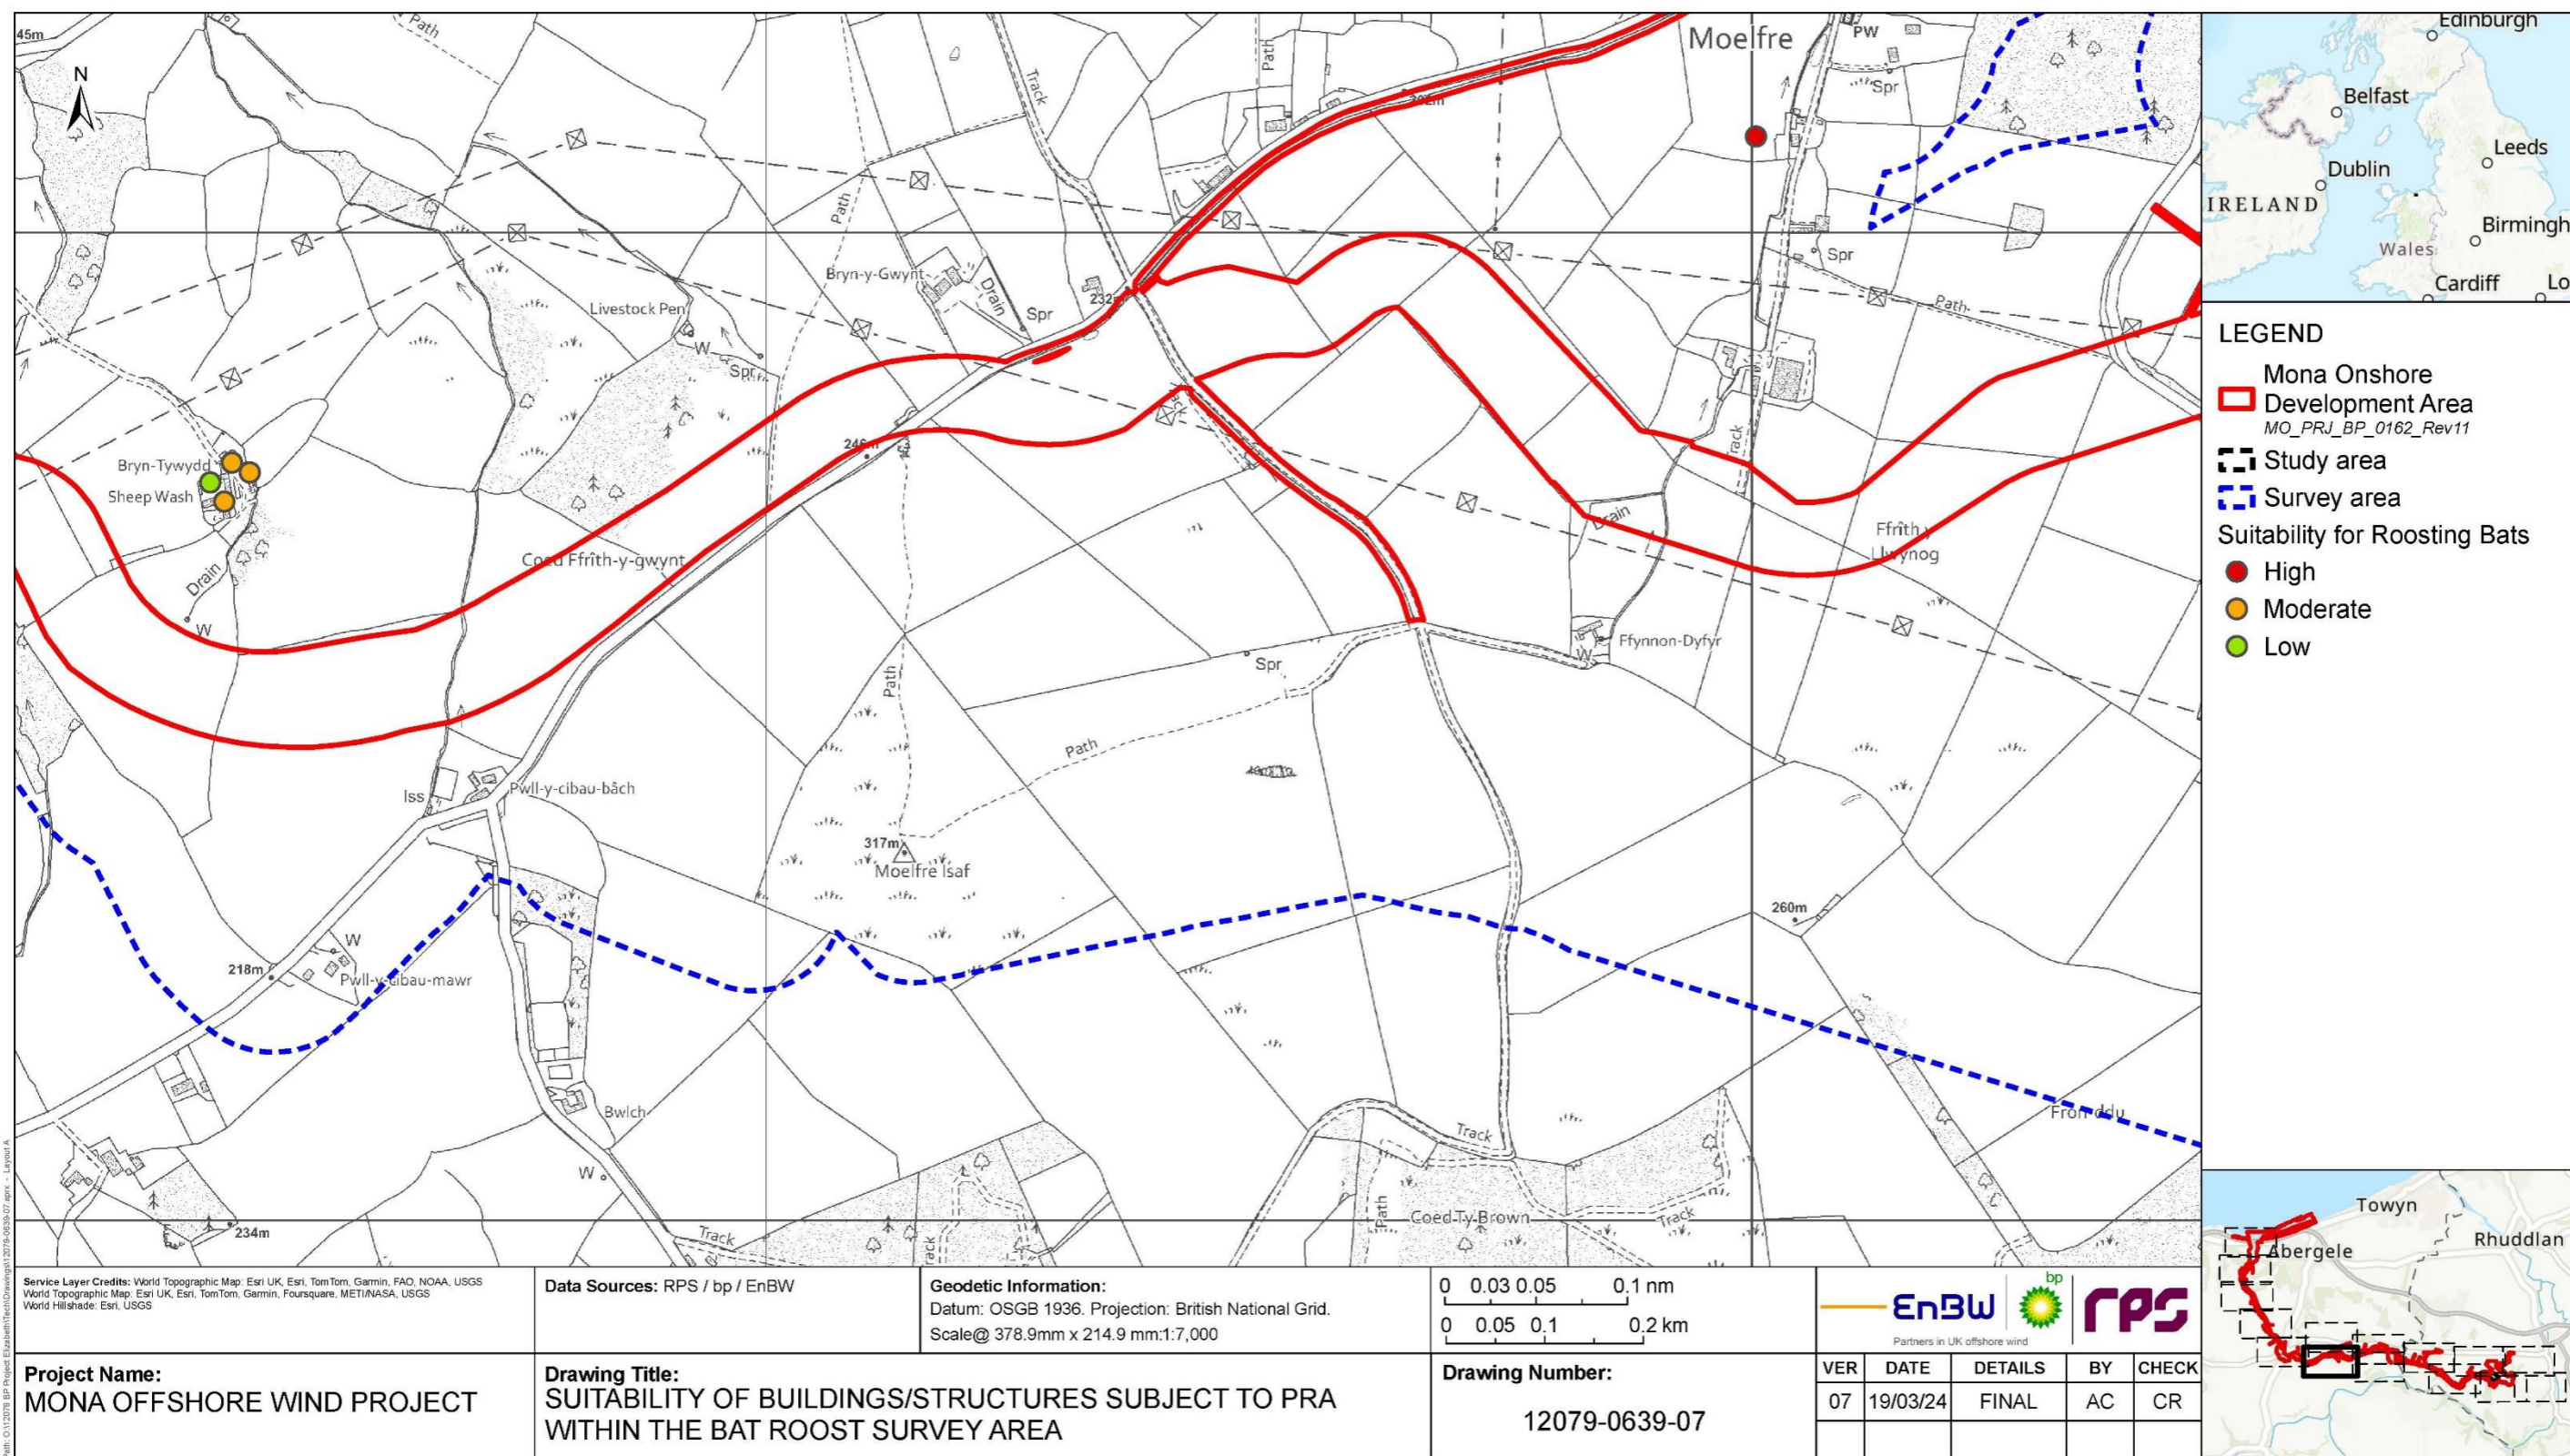 45m
N
Path
Track
Path
202m
Moelfre
PW
Spr
Path
Bryn-y-Gwynt
Drain
Spr
232m
Livestock Pen
W
Spr
Spr
Path
Bryn-Tywydd
Sheep Wash
Drain
W
246m
Track
Track
Coed Ffrîth-y-gwynt
Drain
Ffrîth y
Llwynog
Ffynnon-Dyfyr
W
Spr
Path
Path
Iss
Pwll-y-cibau-bâch
317m
Moelfre Isaf
W
218m
Pwll-y-cibau-mawr
260m
Bwlch
W
Fron-ddu
Track
Path
Coed Ty Brown
Track
234m
Track
Track
Edinburgh
Belfast
Leeds
Dublin
IRELAND
Birmingh
Wales
Cardiff
Lo
LEGEND
Mona Onshore
Development Area
MO_PRJ_BP_0162_Rev11
Study area
Survey area
Suitability for Roosting Bats
High
Moderate
Low
Towyn
Rhuddlan
Abergele
Service Layer Credits: World Topographic Map: Esri UK, Esri, TomTom, Garmin, FAO, NOAA, USGS
World Topographic Map: Esri UK, Esri, TomTom, Garmin, Foursquare, METI/NASA, USGS
World Hillshade: Esri, USGS
Data Sources: RPS / bp / EnBW
Geodetic Information:
Datum: OSGB 1936. Projection: British National Grid.
Scale@ 378.9mm x 214.9 mm:1:7,000
0 0.03 0.05 0.1 nm
0 0.05 0.1 0.2 km
EnBW
bp
rps
Partners in UK offshore wind
Project Name:
MONA OFFSHORE WIND PROJECT
Drawing Title:
SUITABILITY OF BUILDINGS/STRUCTURES SUBJECT TO PRA
WITHIN THE BAT ROOST SURVEY AREA
Drawing Number:
12079-0639-07
VER DATE DETAILS BY CHECK
07 19/03/24 FINAL AC CR